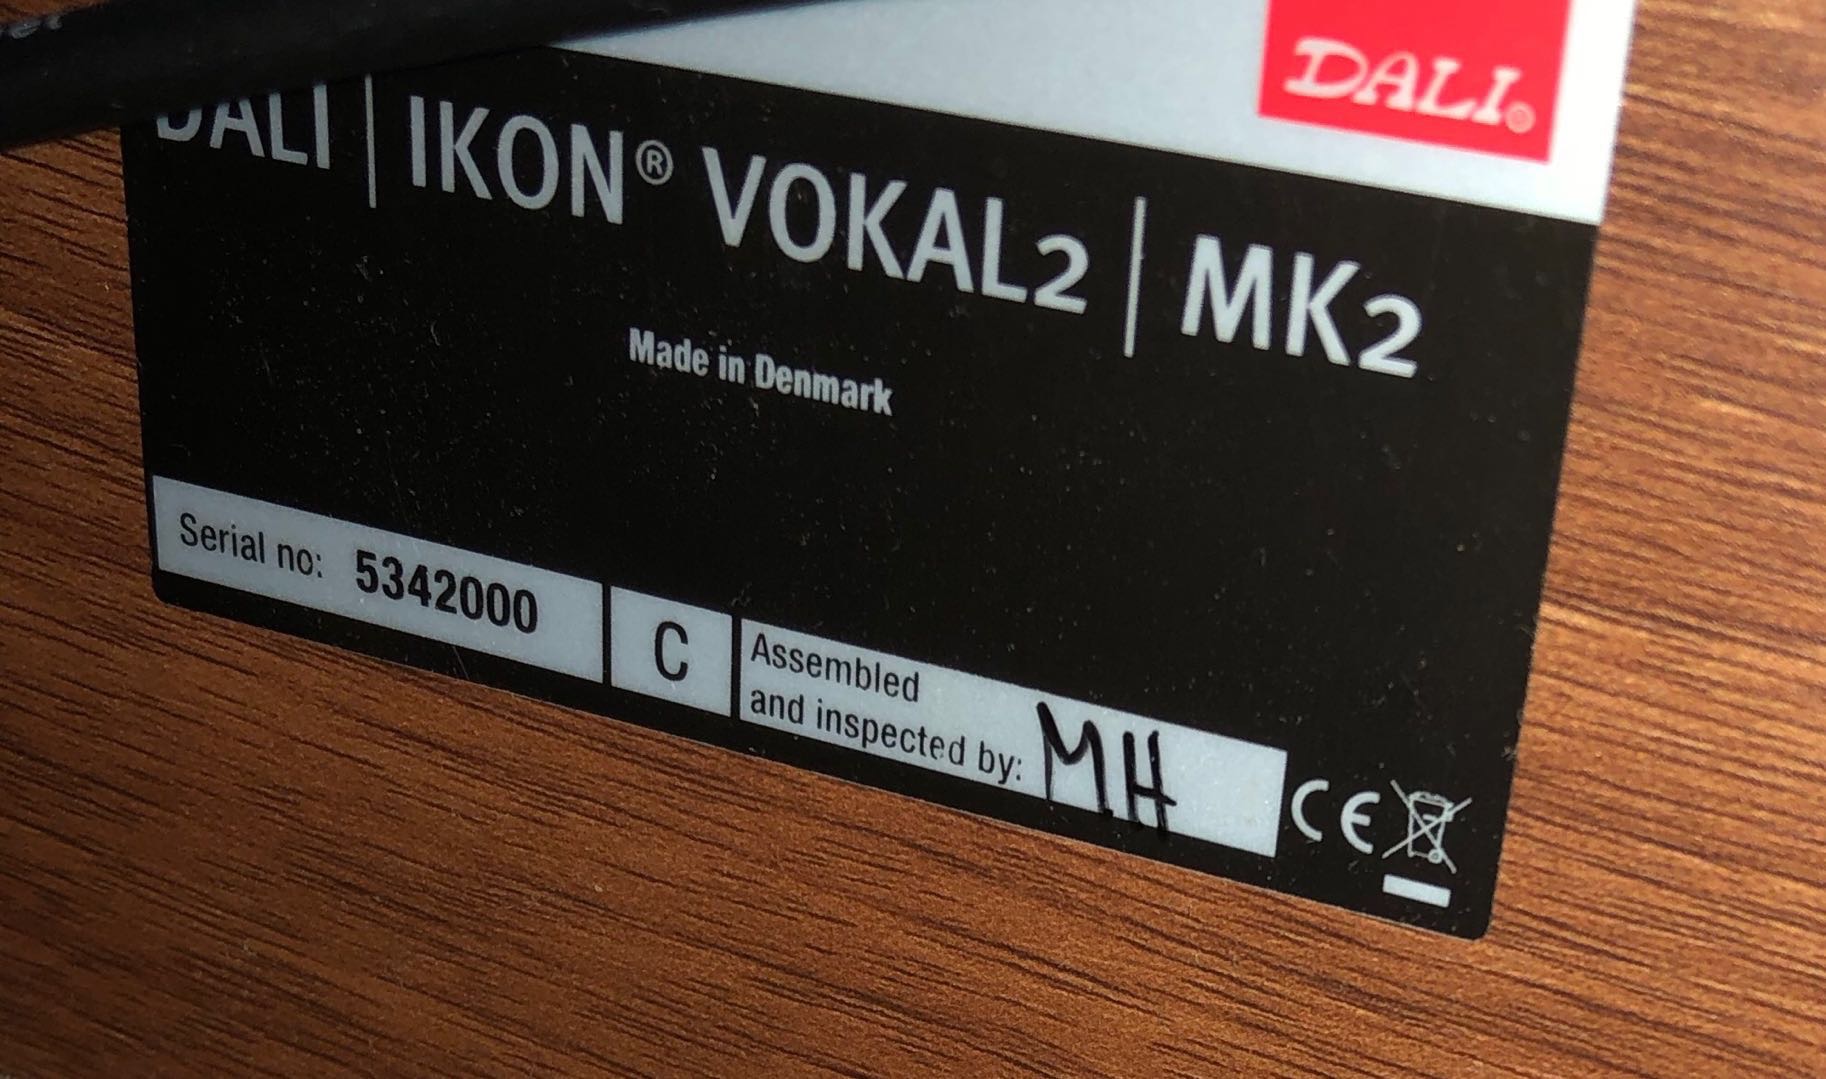 DALI®
DALI | IKON® VOKAL2 | MK2
Made in Denmark
Serial no: 5342000
C
Assembled
and inspected by: MH
CE